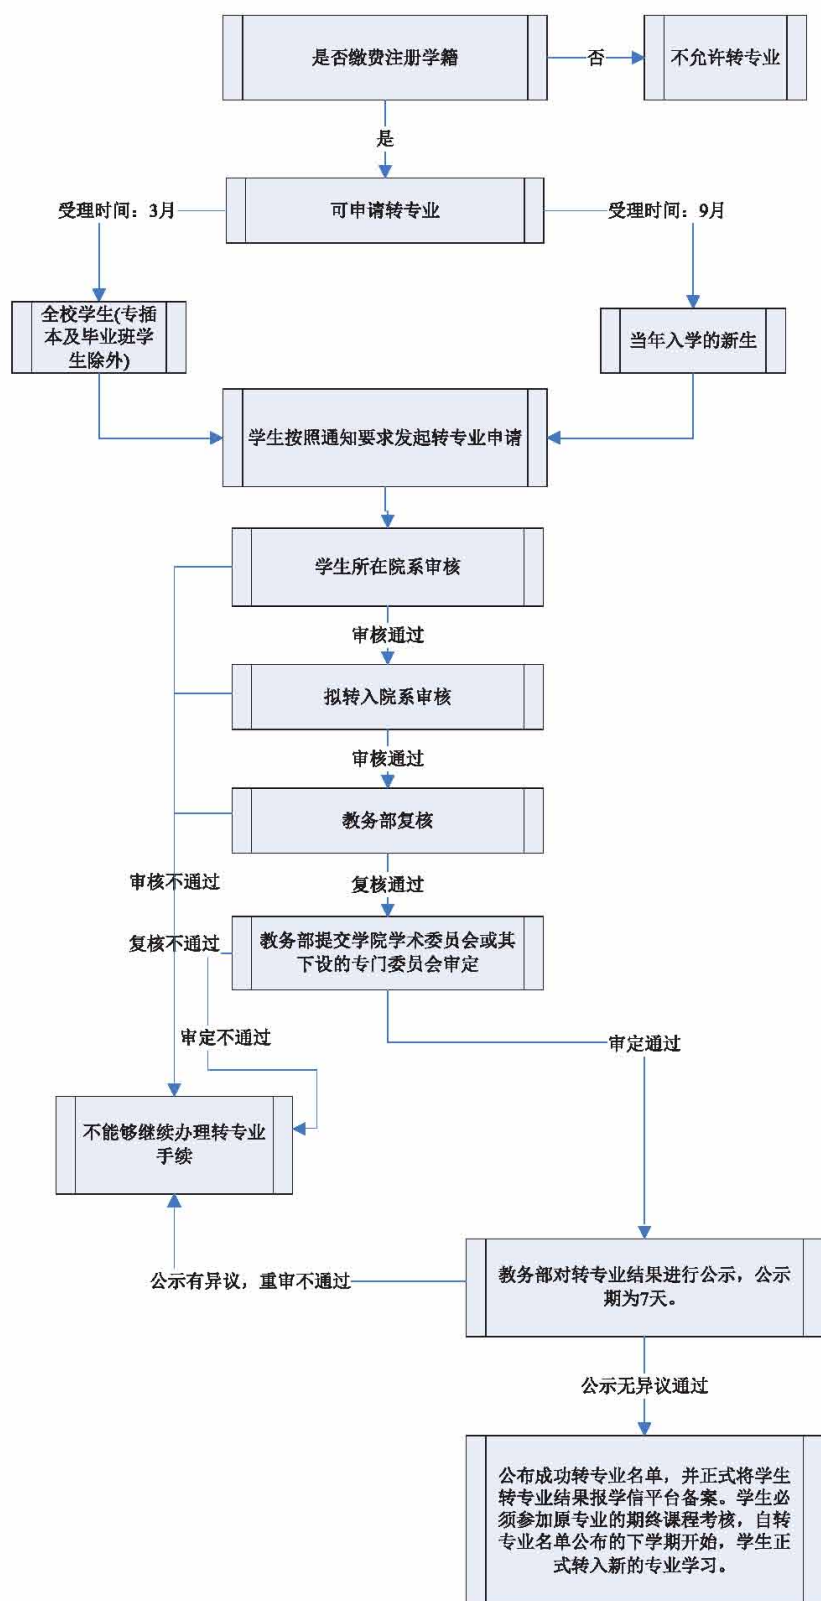 是否缴费注册学籍
否
不允许转专业
是
受理时间：3月
可申请转专业
受理时间：9月
全校学生(专插
本及毕业班学
生除外)
当年入学的新生
学生按照通知要求发起转专业申请
学生所在院系审核
审核通过
拟转入院系审核
审核通过
教务部复核
审核不通过
复核通过
复核不通过
教务部提交学院学术委员会或其
下设的专门委员会审定
审定不通过
审定通过
不能够继续办理转专业
手续
教务部对转专业结果进行公示，公示
期为7天。
公示有异议，重审不通过
公示无异议通过
公布成功转专业名单，并正式将学生
转专业结果报学信平台备案。学生必
须参加原专业的期终课程考核，自转
专业名单公布的下学期开始，学生正
式转入新的专业学习。